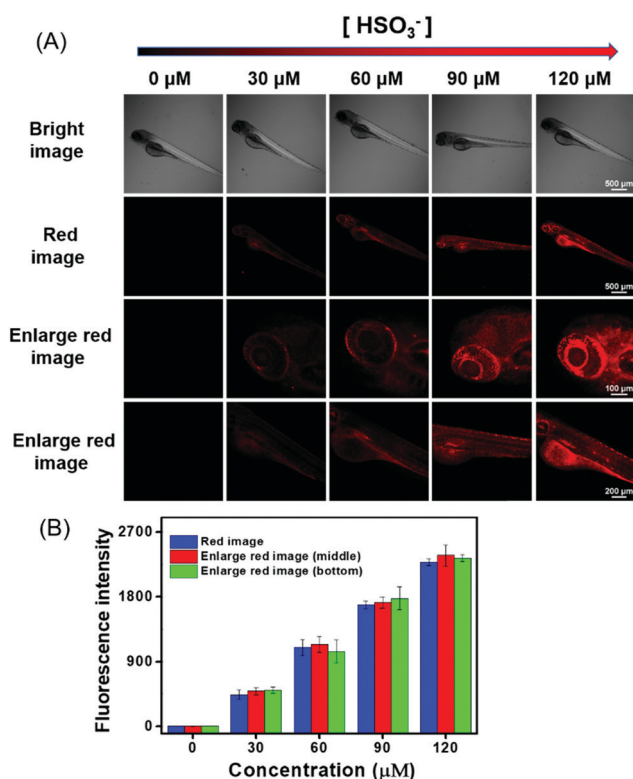 (A)
[ HSO₃⁻ ]
0 μM 30 μM 60 μM 90 μM 120 μM
Bright
image
500 μm
Red
image
500 μm
Enlarge red
image
100 μm
Enlarge red
image
200 μm
(B)
Fluorescence intensity
2700
1800
900
0
Red image
Enlarge red image (middle)
Enlarge red image (bottom)
0 30 60 90 120
Concentration (μM)